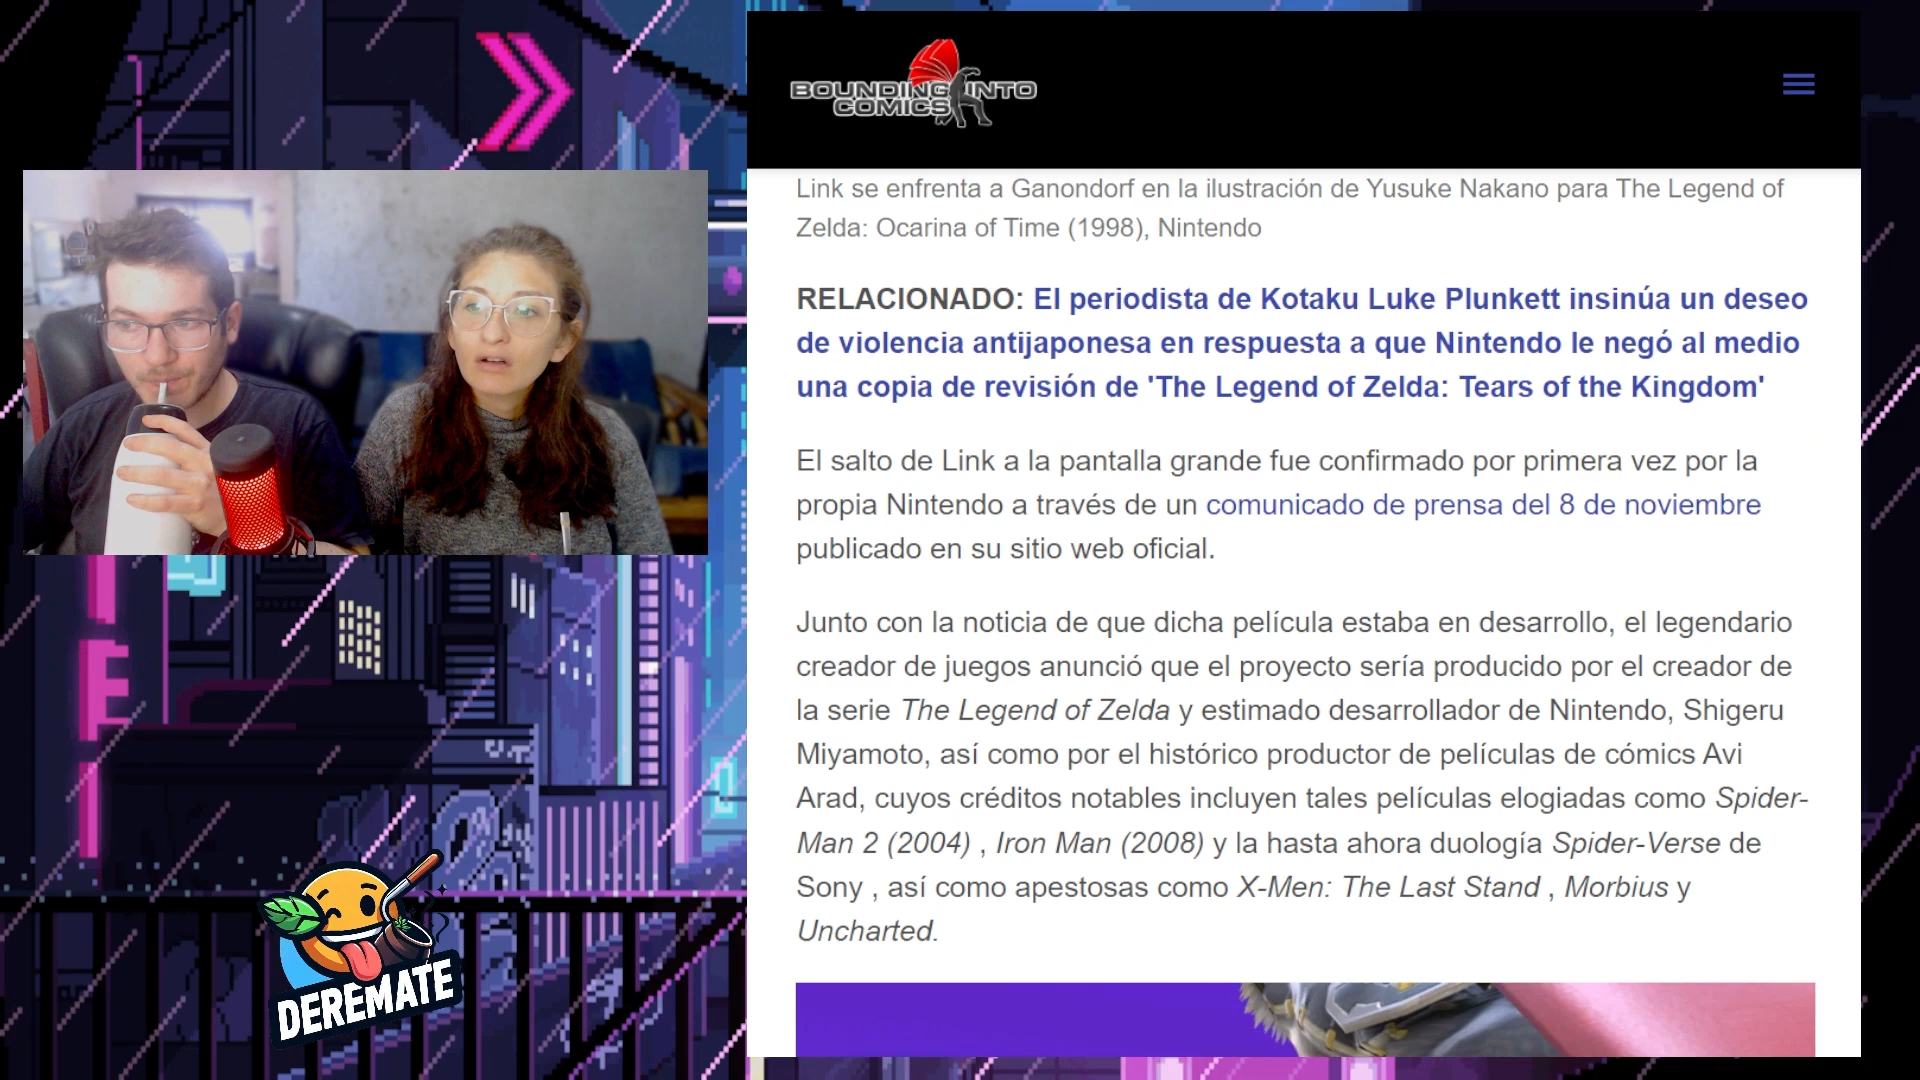 BOUNDING INTO
COMICS
Link se enfrenta a Ganondorf en la ilustración de Yusuke Nakano para The Legend of
Zelda: Ocarina of Time (1998), Nintendo
RELACIONADO: El periodista de Kotaku Luke Plunkett insinúa un deseo
de violencia antijaponesa en respuesta a que Nintendo le negó al medio
una copia de revisión de 'The Legend of Zelda: Tears of the Kingdom'
El salto de Link a la pantalla grande fue confirmado por primera vez por la
propia Nintendo a través de un comunicado de prensa del 8 de noviembre
publicado en su sitio web oficial.
Junto con la noticia de que dicha película estaba en desarrollo, el legendario
creador de juegos anunció que el proyecto sería producido por el creador de
la serie The Legend of Zelda y estimado desarrollador de Nintendo, Shigeru
Miyamoto, así como por el histórico productor de películas de cómics Avi
Arad, cuyos créditos notables incluyen tales películas elogiadas como Spider-
Man 2 (2004) , Iron Man (2008) y la hasta ahora duología Spider-Verse de
Sony , así como apestosas como X-Men: The Last Stand , Morbius y
Uncharted.
DEREMATE